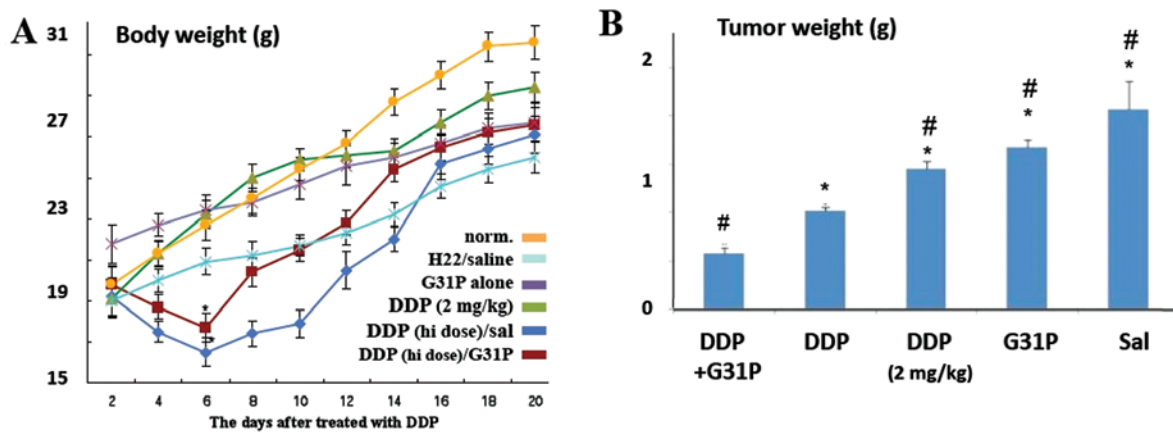 A
Body weight (g)
31
27
23
19
15
2 4 6 8 10 12 14 16 18 20
The days after treated with DDP
*
*
norm.
H22/saline
G31P alone
DDP (2 mg/kg)
DDP (hi dose)/sal
DDP (hi dose)/G31P
B
Tumor weight (g)
2
1
0
#
*
#
*
#
*
#
*
DDP
+G31P
DDP
DDP
(2 mg/kg)
G31P
Sal